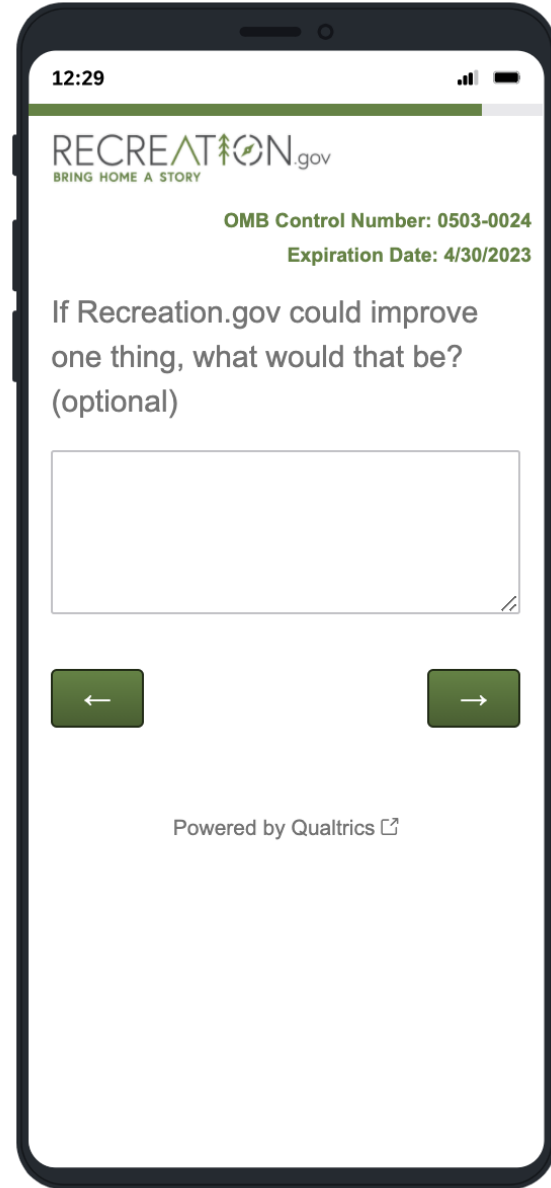 12:29
RECREATION.gov
BRING HOME A STORY
OMB Control Number: 0503-0024
Expiration Date: 4/30/2023
If Recreation.gov could improve
one thing, what would that be?
(optional)
←
→
Powered by Qualtrics